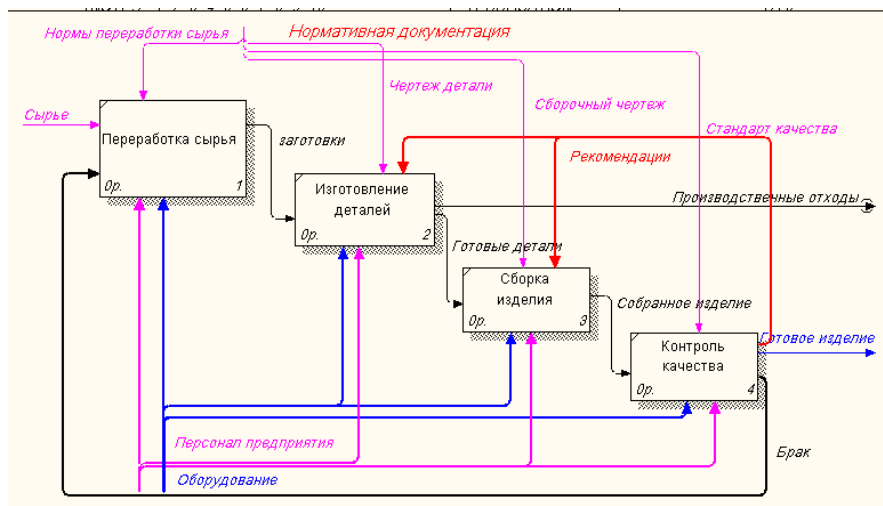 Нормы переработки сырья
Нормативная документация
Чертеж детали
Сборочный чертеж
Стандарт качества
Сырье
Переработка сырья
0р.
1
заготовки
Рекомендации
Изготовление
деталей
0р.
2
Производственные отходы
Готовые детали
Сборка
изделия
0р.
3
Собранное изделие
Контроль
качества
0р.
4
Готовое изделие
Персонал предприятия
Оборудование
Брак